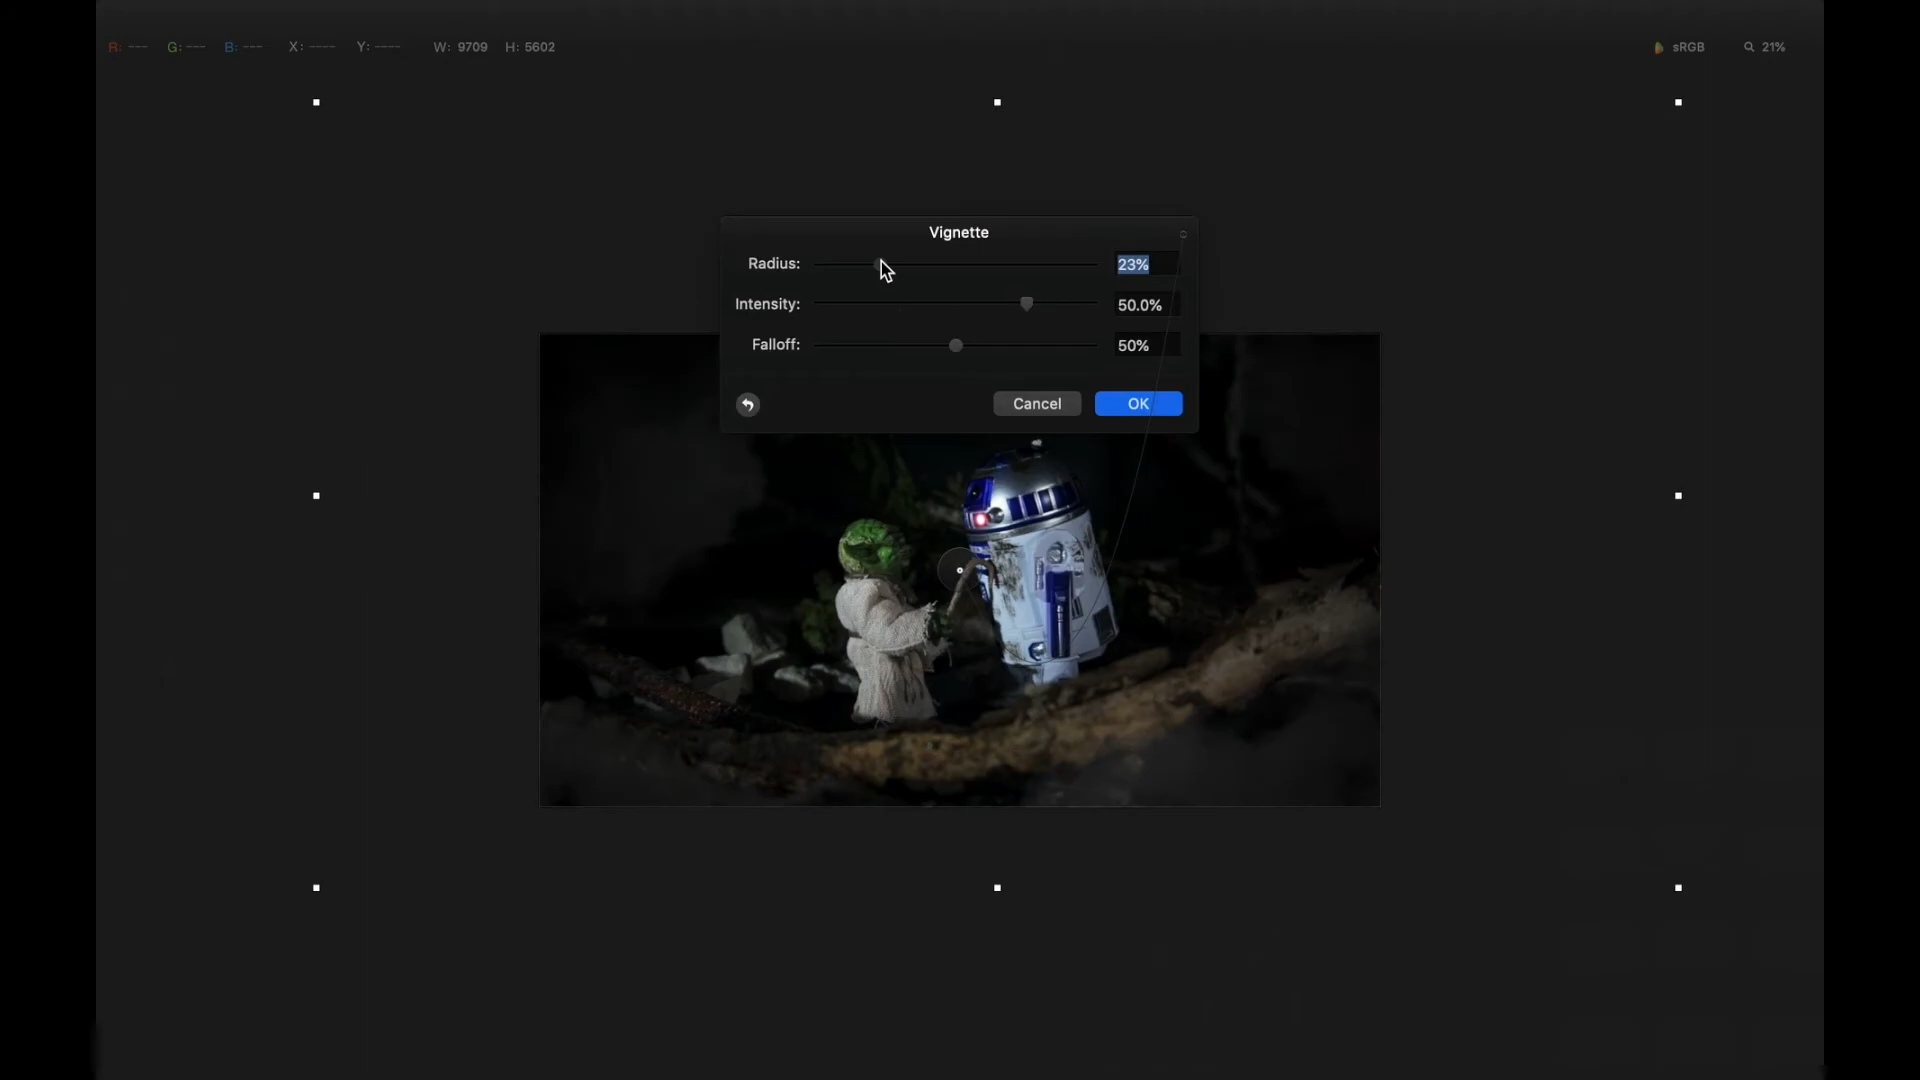 R: --- G: --- B: --- X: ---- Y: ---- W: 9709 H: 5602 sRGB 21%
Vignette
Radius: 23%
Intensity: 50.0%
Falloff: 50%
Cancel OK